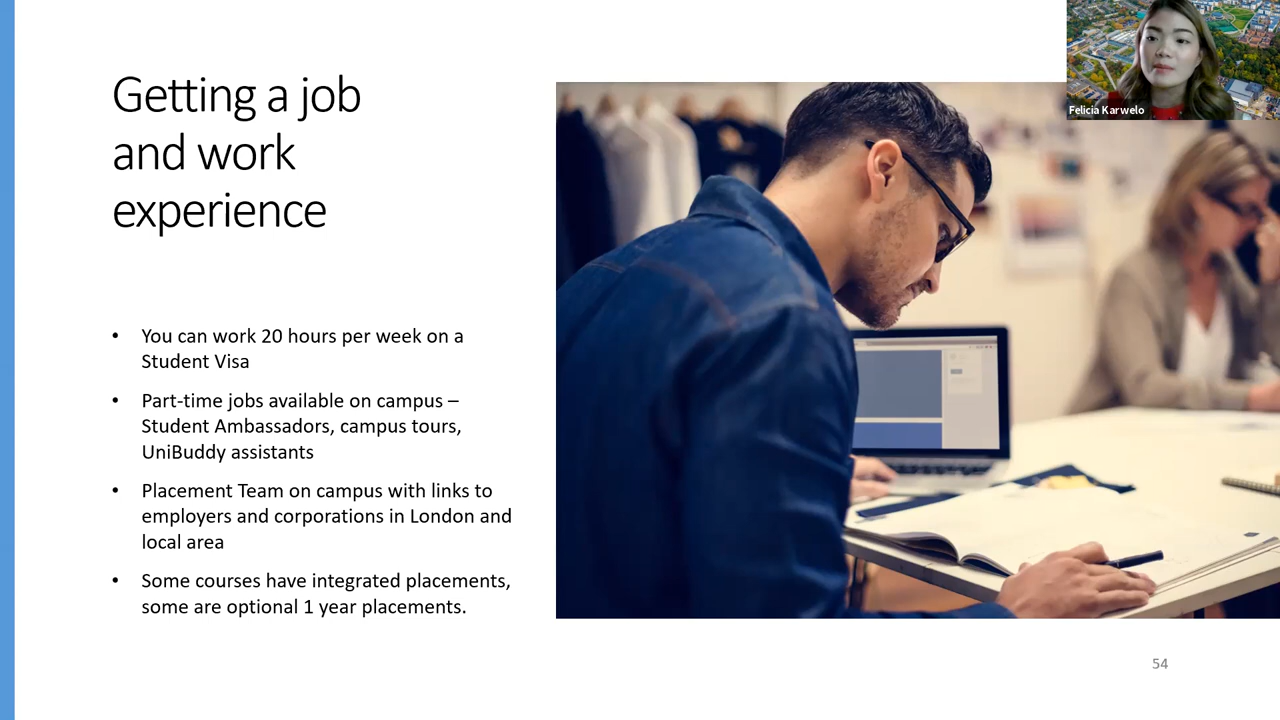 Getting a job
and work
experience
Felicia Karwelo
• You can work 20 hours per week on a
Student Visa
• Part-time jobs available on campus –
Student Ambassadors, campus tours,
UniBuddy assistants
• Placement Team on campus with links to
employers and corporations in London and
local area
• Some courses have integrated placements,
some are optional 1 year placements.
54